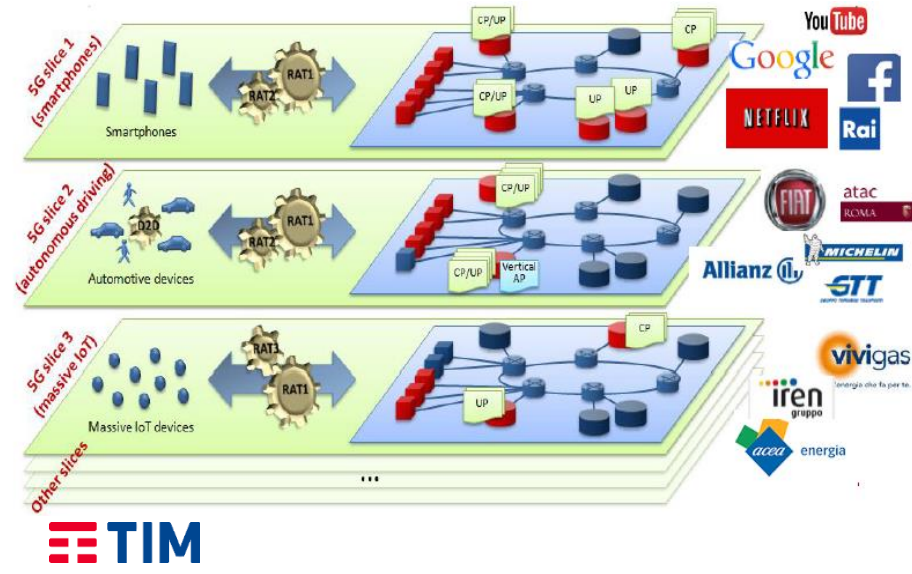 5G slice 1
(smartphones)
Smartphones
RAT2
RAT1
CP/UP
CP
CP/UP
UP
UP
YouTube
Google
f
NETFLIX
Rai
5G slice 2
(autonomous driving)
D2D
Automotive devices
RAT2
RAT1
CP/UP
CP/UP
Vertical
AP
FIAT
atac
ROMA
MICHELIN
Allianz
GTT
GRUPPO TORINESE TRASPORTI
5G slice 3
(massive IoT)
Massive IoT devices
RAT3
RAT1
CP
UP
vivigas
l'energia che fa per te.
iren
gruppo
acea
energia
Other slices
...
TIM